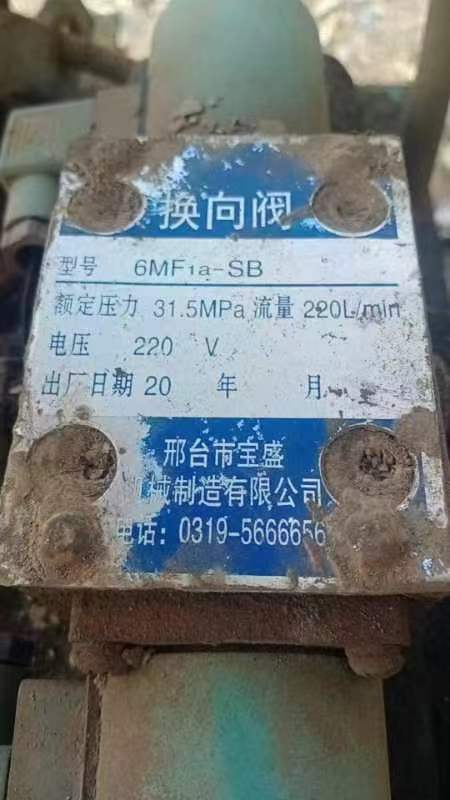 换向阀
型号 6MF1a-SB
额定压力 31.5MPa 流量 220L/min
电压 220 V
出厂日期 20 年 月
邢台市宝盛
机械制造有限公司
电话: 0319-5666656